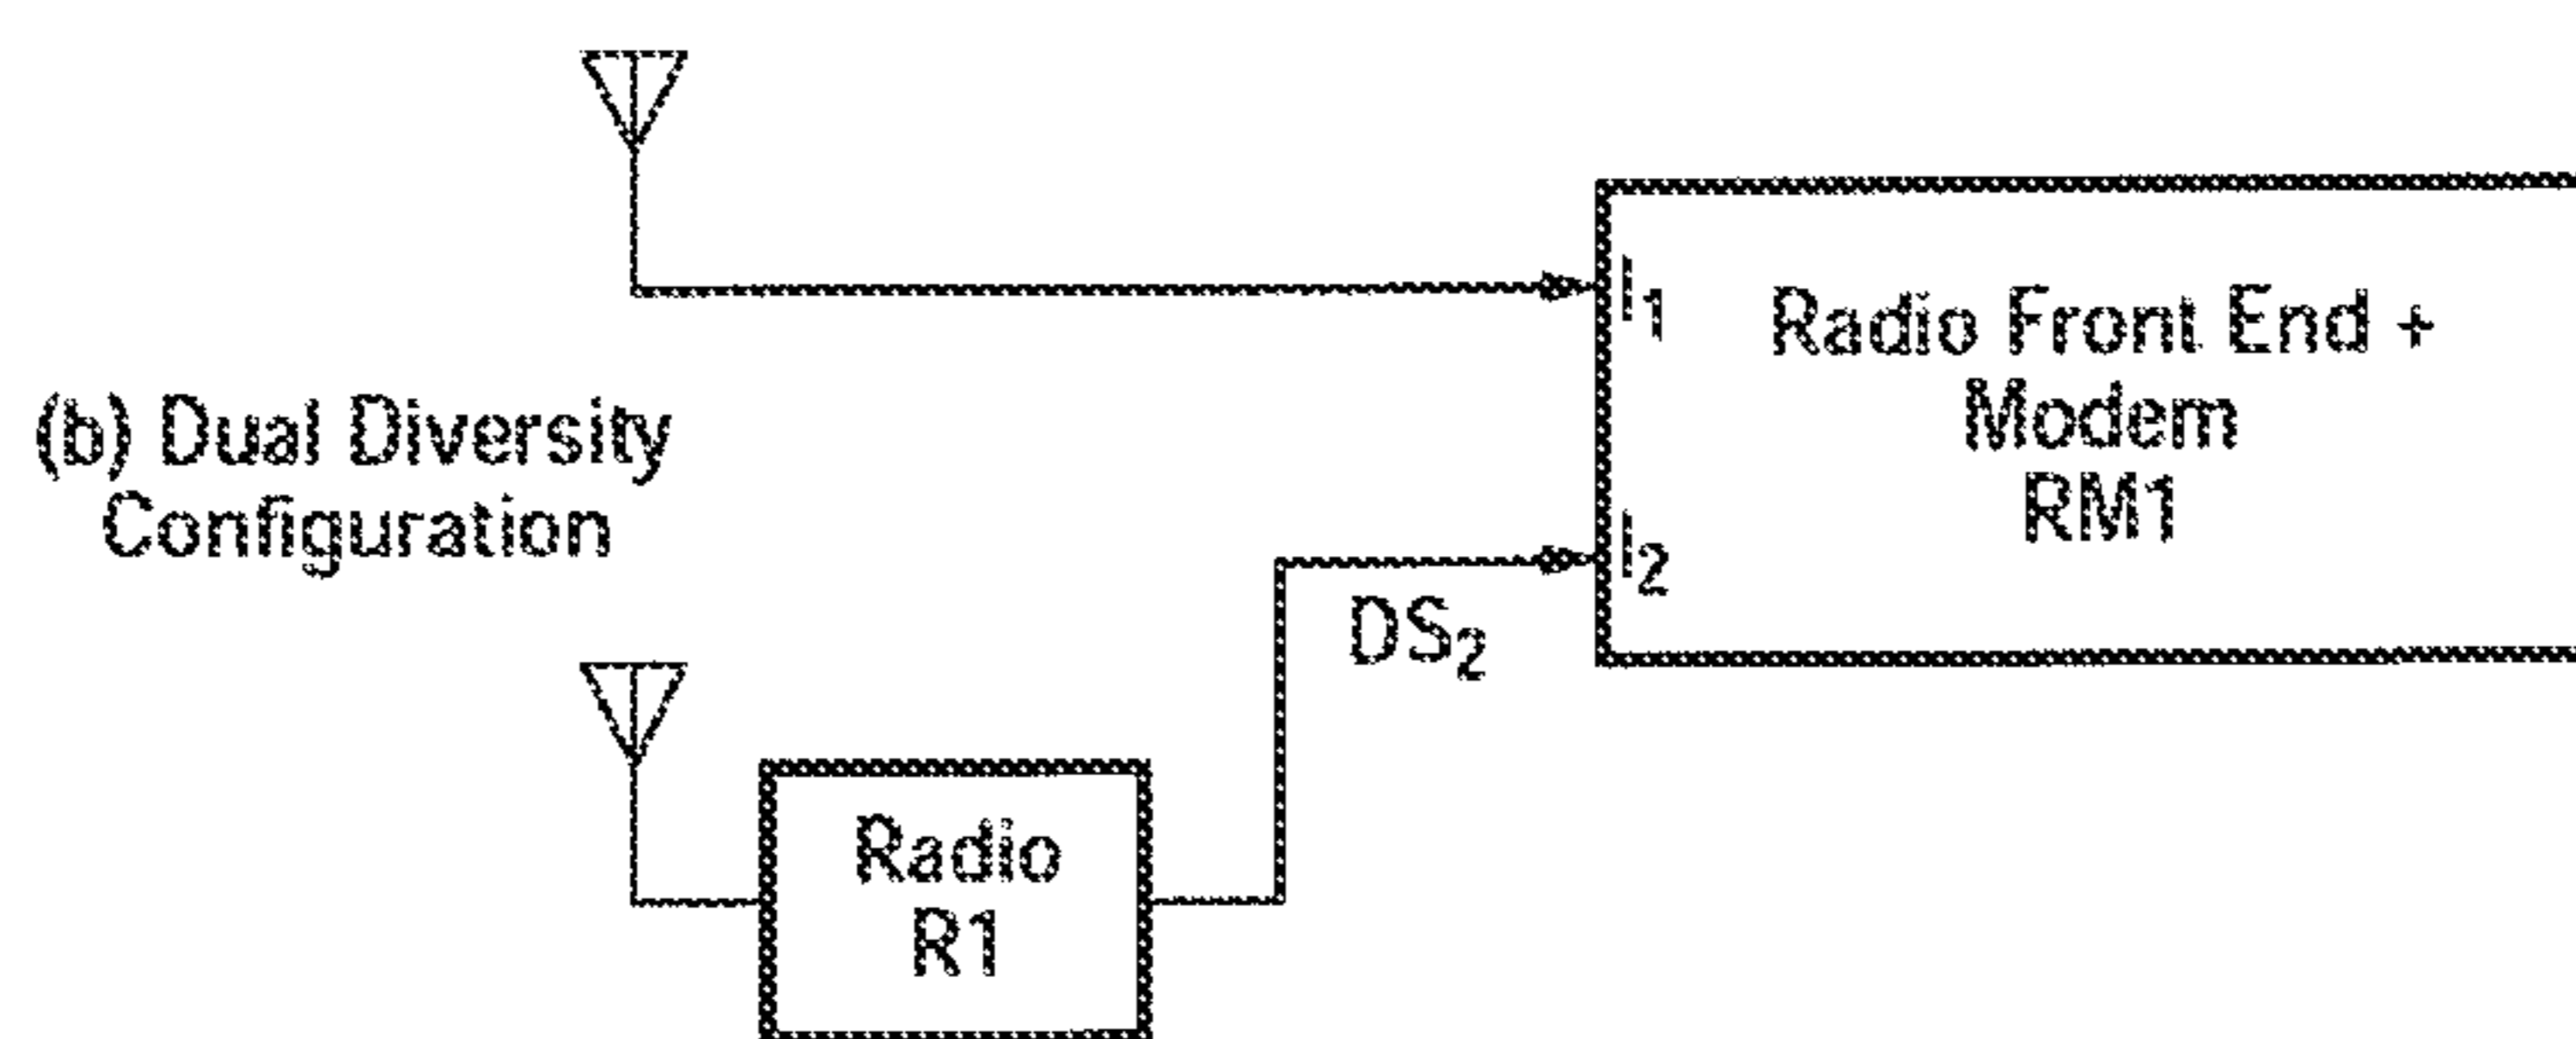 I₁
Radio Front End +
Modem
RM1
(b) Dual Diversity
Configuration
I₂
DS₂
Radio
R1